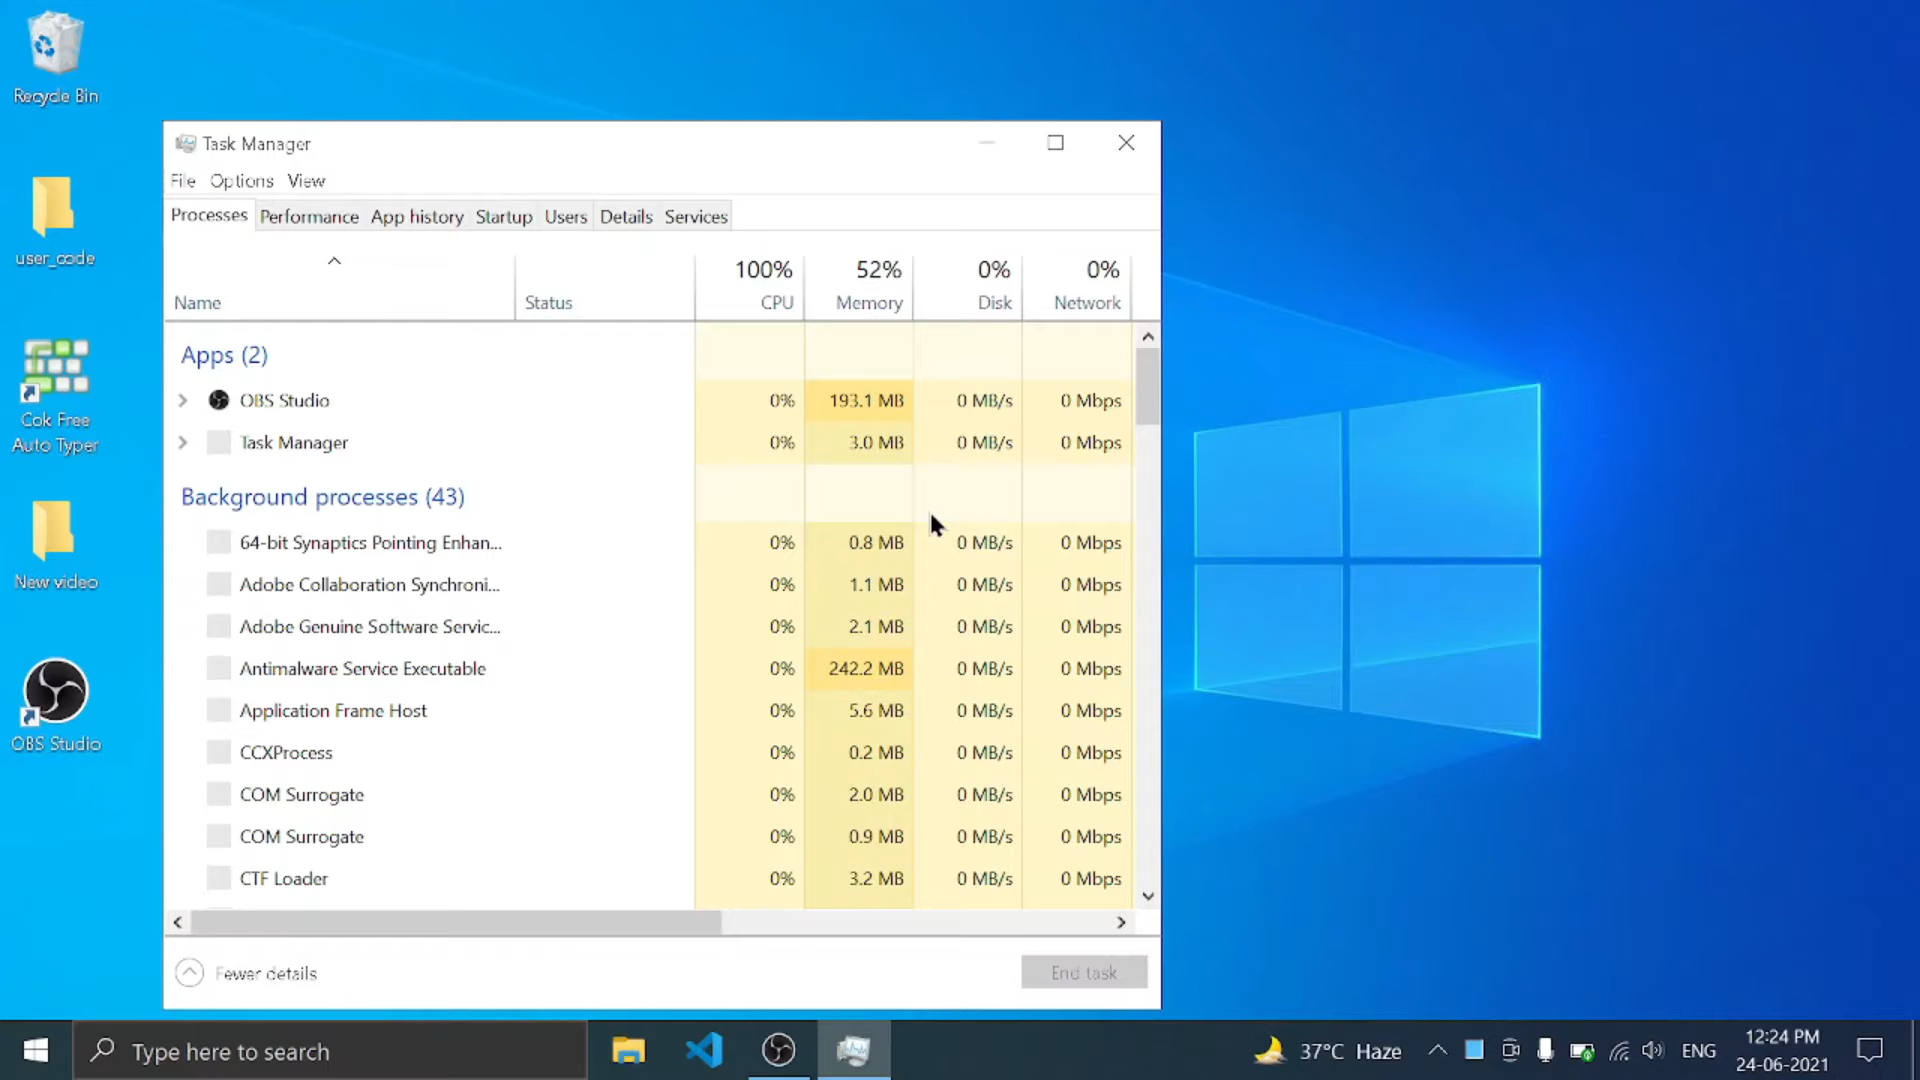 Recycle Bin
user_code
Cok Free
Auto Typer
New video
OBS Studio
Task Manager
File Options View
Processes Performance App history Startup Users Details Services
100% 52% 0% 0%
Name Status CPU Memory Disk Network
Apps (2)
OBS Studio 0% 193.1 MB 0 MB/s 0 Mbps
Task Manager 0% 3.0 MB 0 MB/s 0 Mbps
Background processes (43)
64-bit Synaptics Pointing Enhan... 0% 0.8 MB 0 MB/s 0 Mbps
Adobe Collaboration Synchroni... 0% 1.1 MB 0 MB/s 0 Mbps
Adobe Genuine Software Servic... 0% 2.1 MB 0 MB/s 0 Mbps
Antimalware Service Executable 0% 242.2 MB 0 MB/s 0 Mbps
Application Frame Host 0% 5.6 MB 0 MB/s 0 Mbps
CCXProcess 0% 0.2 MB 0 MB/s 0 Mbps
COM Surrogate 0% 2.0 MB 0 MB/s 0 Mbps
COM Surrogate 0% 0.9 MB 0 MB/s 0 Mbps
CTF Loader 0% 3.2 MB 0 MB/s 0 Mbps
Fewer details End task
Type here to search
37°C Haze ENG
12:24 PM
24-06-2021